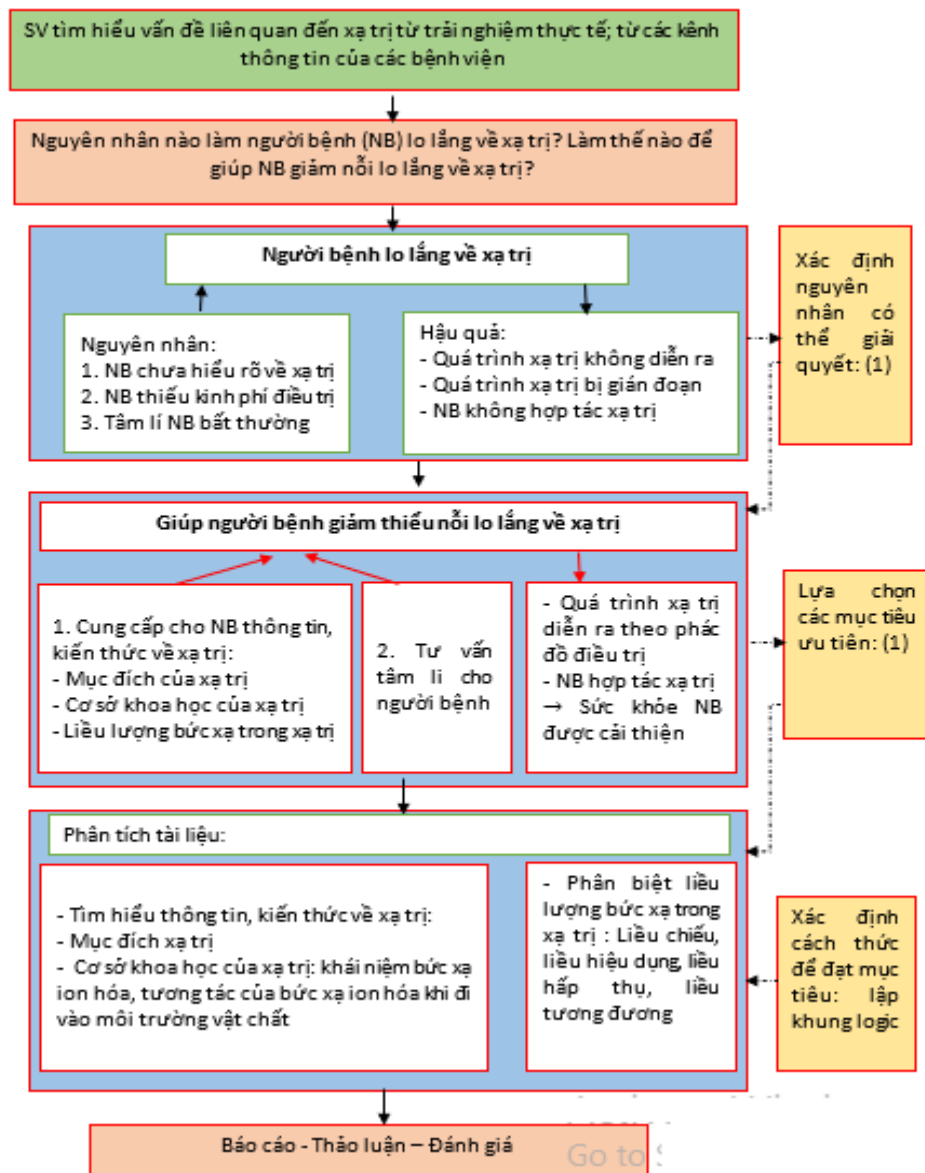 SV tìm hiểu vấn đề liên quan đến xạ trị từ trải nghiệm thực tế; từ các kênh
thông tin của các bệnh viện
Nguyên nhân nào làm người bệnh (NB) lo lắng về xạ trị? Làm thế nào để
giúp NB giảm nỗi lo lắng về xạ trị?
Người bệnh lo lắng về xạ trị
Nguyên nhân:
1. NB chưa hiểu rõ về xạ trị
2. NB thiếu kinh phí điều trị
3. Tâm lí NB bất thường
Hậu quả:
- Quá trình xạ trị không diễn ra
- Quá trình xạ trị bị gián đoạn
- NB không hợp tác xạ trị
Xác định
nguyên
nhân có
thể giải
quyết: (1)
Giúp người bệnh giảm thiểu nỗi lo lắng về xạ trị
1. Cung cấp cho NB thông tin,
kiến thức về xạ trị:
- Mục đích của xạ trị
- Cơ sở khoa học của xạ trị
- Liều lượng bức xạ trong xạ trị
2. Tư vấn
tâm li cho
người bệnh
- Quá trình xạ trị
diễn ra theo phác
đồ điều trị
- NB hợp tác xạ trị
→ Sức khỏe NB
được cải thiện
Lựa chọn
các mục tiêu
ưu tiên: (1)
Phân tích tài liệu:
- Tìm hiểu thông tin, kiến thức về xạ trị:
- Mục đích xạ trị
- Cơ sở khoa học của xạ trị: khái niệm bức xạ
ion hóa, tương tác của bức xạ ion hóa khi đi
vào môi trường vật chất
- Phân biệt liều
lượng bức xạ trong
xạ trị : Liều chiếu,
liều hiệu dụng, liều
hấp thụ, liều
tương đương
Xác định
cách thức
để đạt mục
tiêu: lập
khung logic
Báo cáo - Thảo luận – Đánh giá
Go to